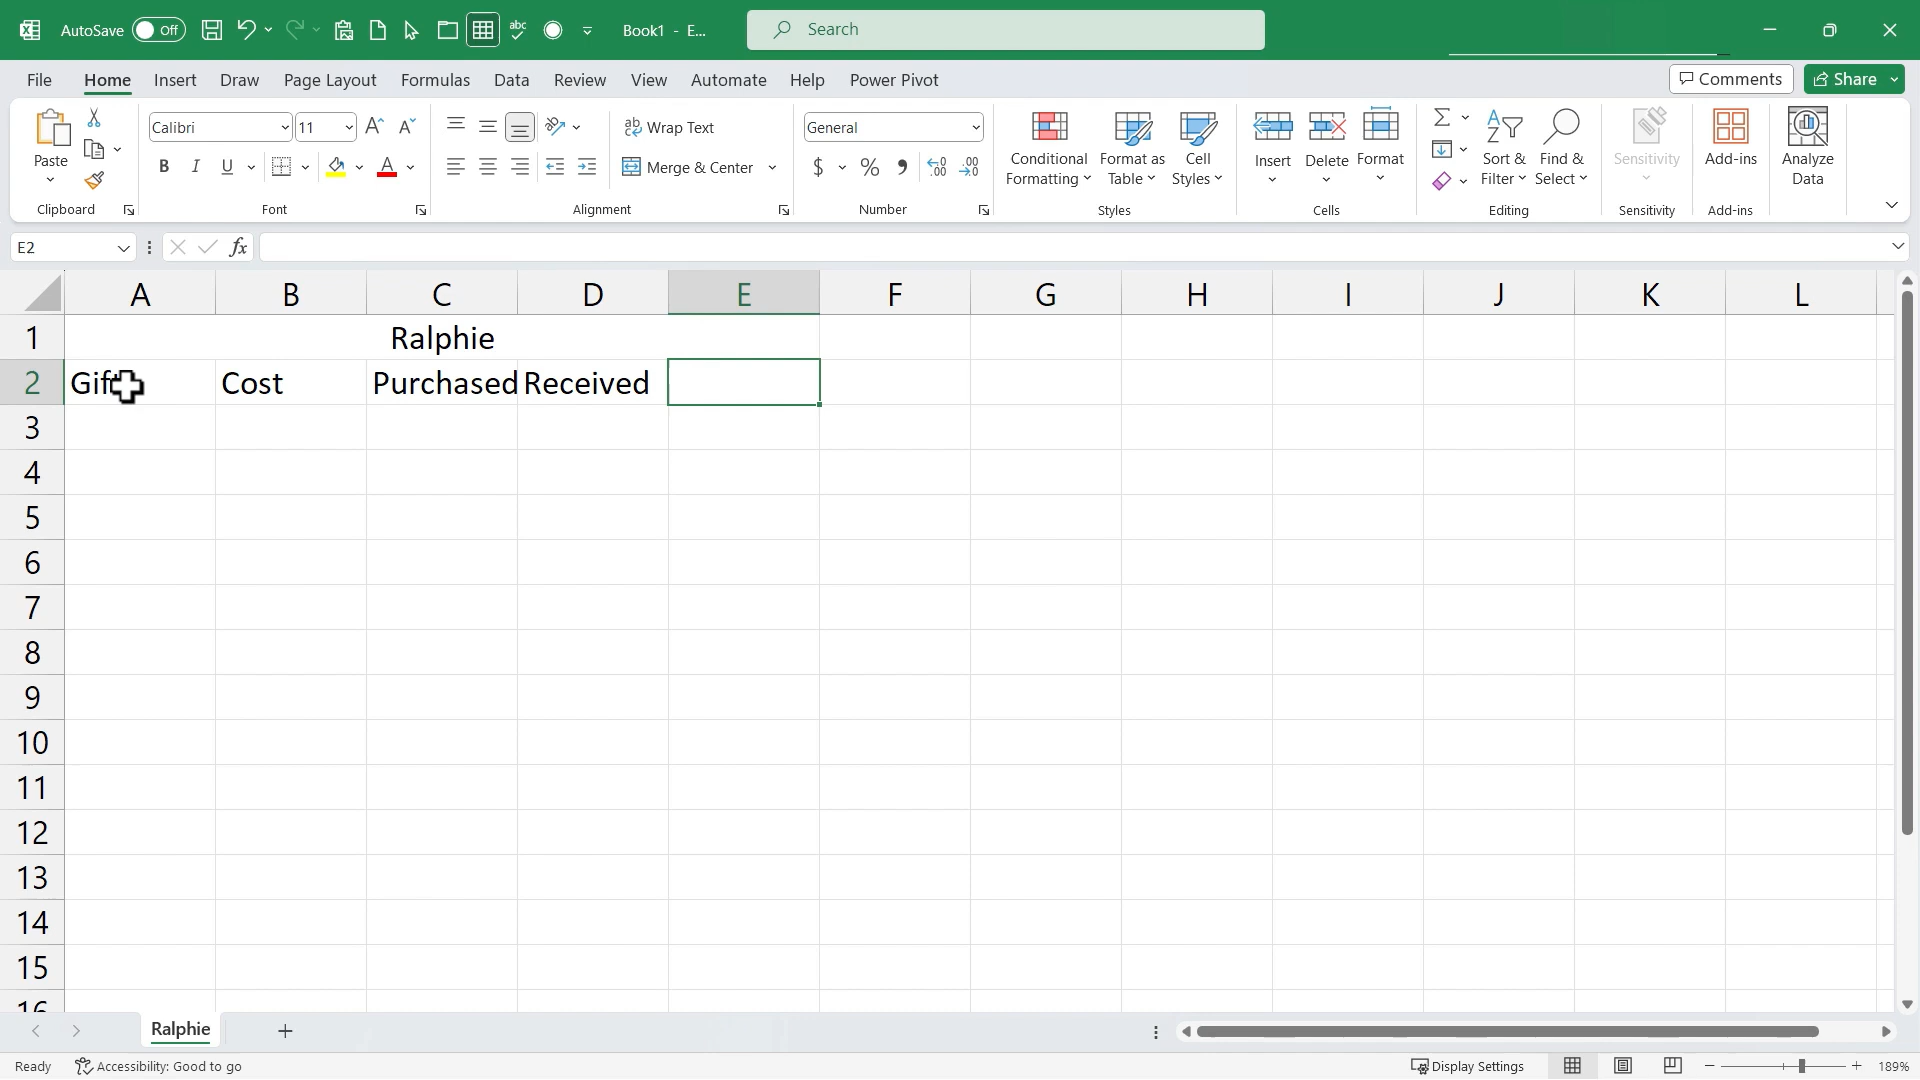 AutoSave Off Book1 - E... Search
File Home Insert Draw Page Layout Formulas Data Review View Automate Help Power Pivot Comments Share
Paste Calibri 11 Wrap Text General Conditional Formatting Format as Table Cell Styles Insert Delete Format Sort & Filter Find & Select Sensitivity Add-ins Analyze Data
B I U Merge & Center $ %
Clipboard Font Alignment Number Styles Cells Editing Sensitivity Add-ins
E2 fx
A B C D E F G H I J K L
1 Ralphie
2 Cost Purchased Received
3
4
5
6
7
8
9
10
11
12
13
14
15
16
Ralphie
Ready Accessibility: Good to go Display Settings 189%